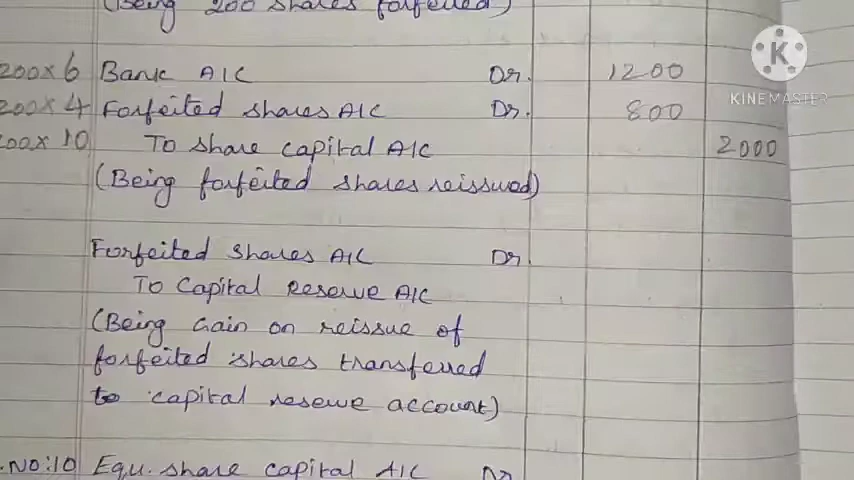 (Being 200 shares forfeited)
200x6 Bank A/C Dr. 1200
200x4 Forfeited shares A/C Dr. 800
200x10 To share capital A/C 2000
(Being forfeited shares reissued)
Forfeited shares A/C Dr.
To Capital Reserve A/C
(Being Gain on reissue of
forfeited shares transferred
to capital reserve account)
.NO:10 Equ. share capital A/C Dr
K
KINEMASTER